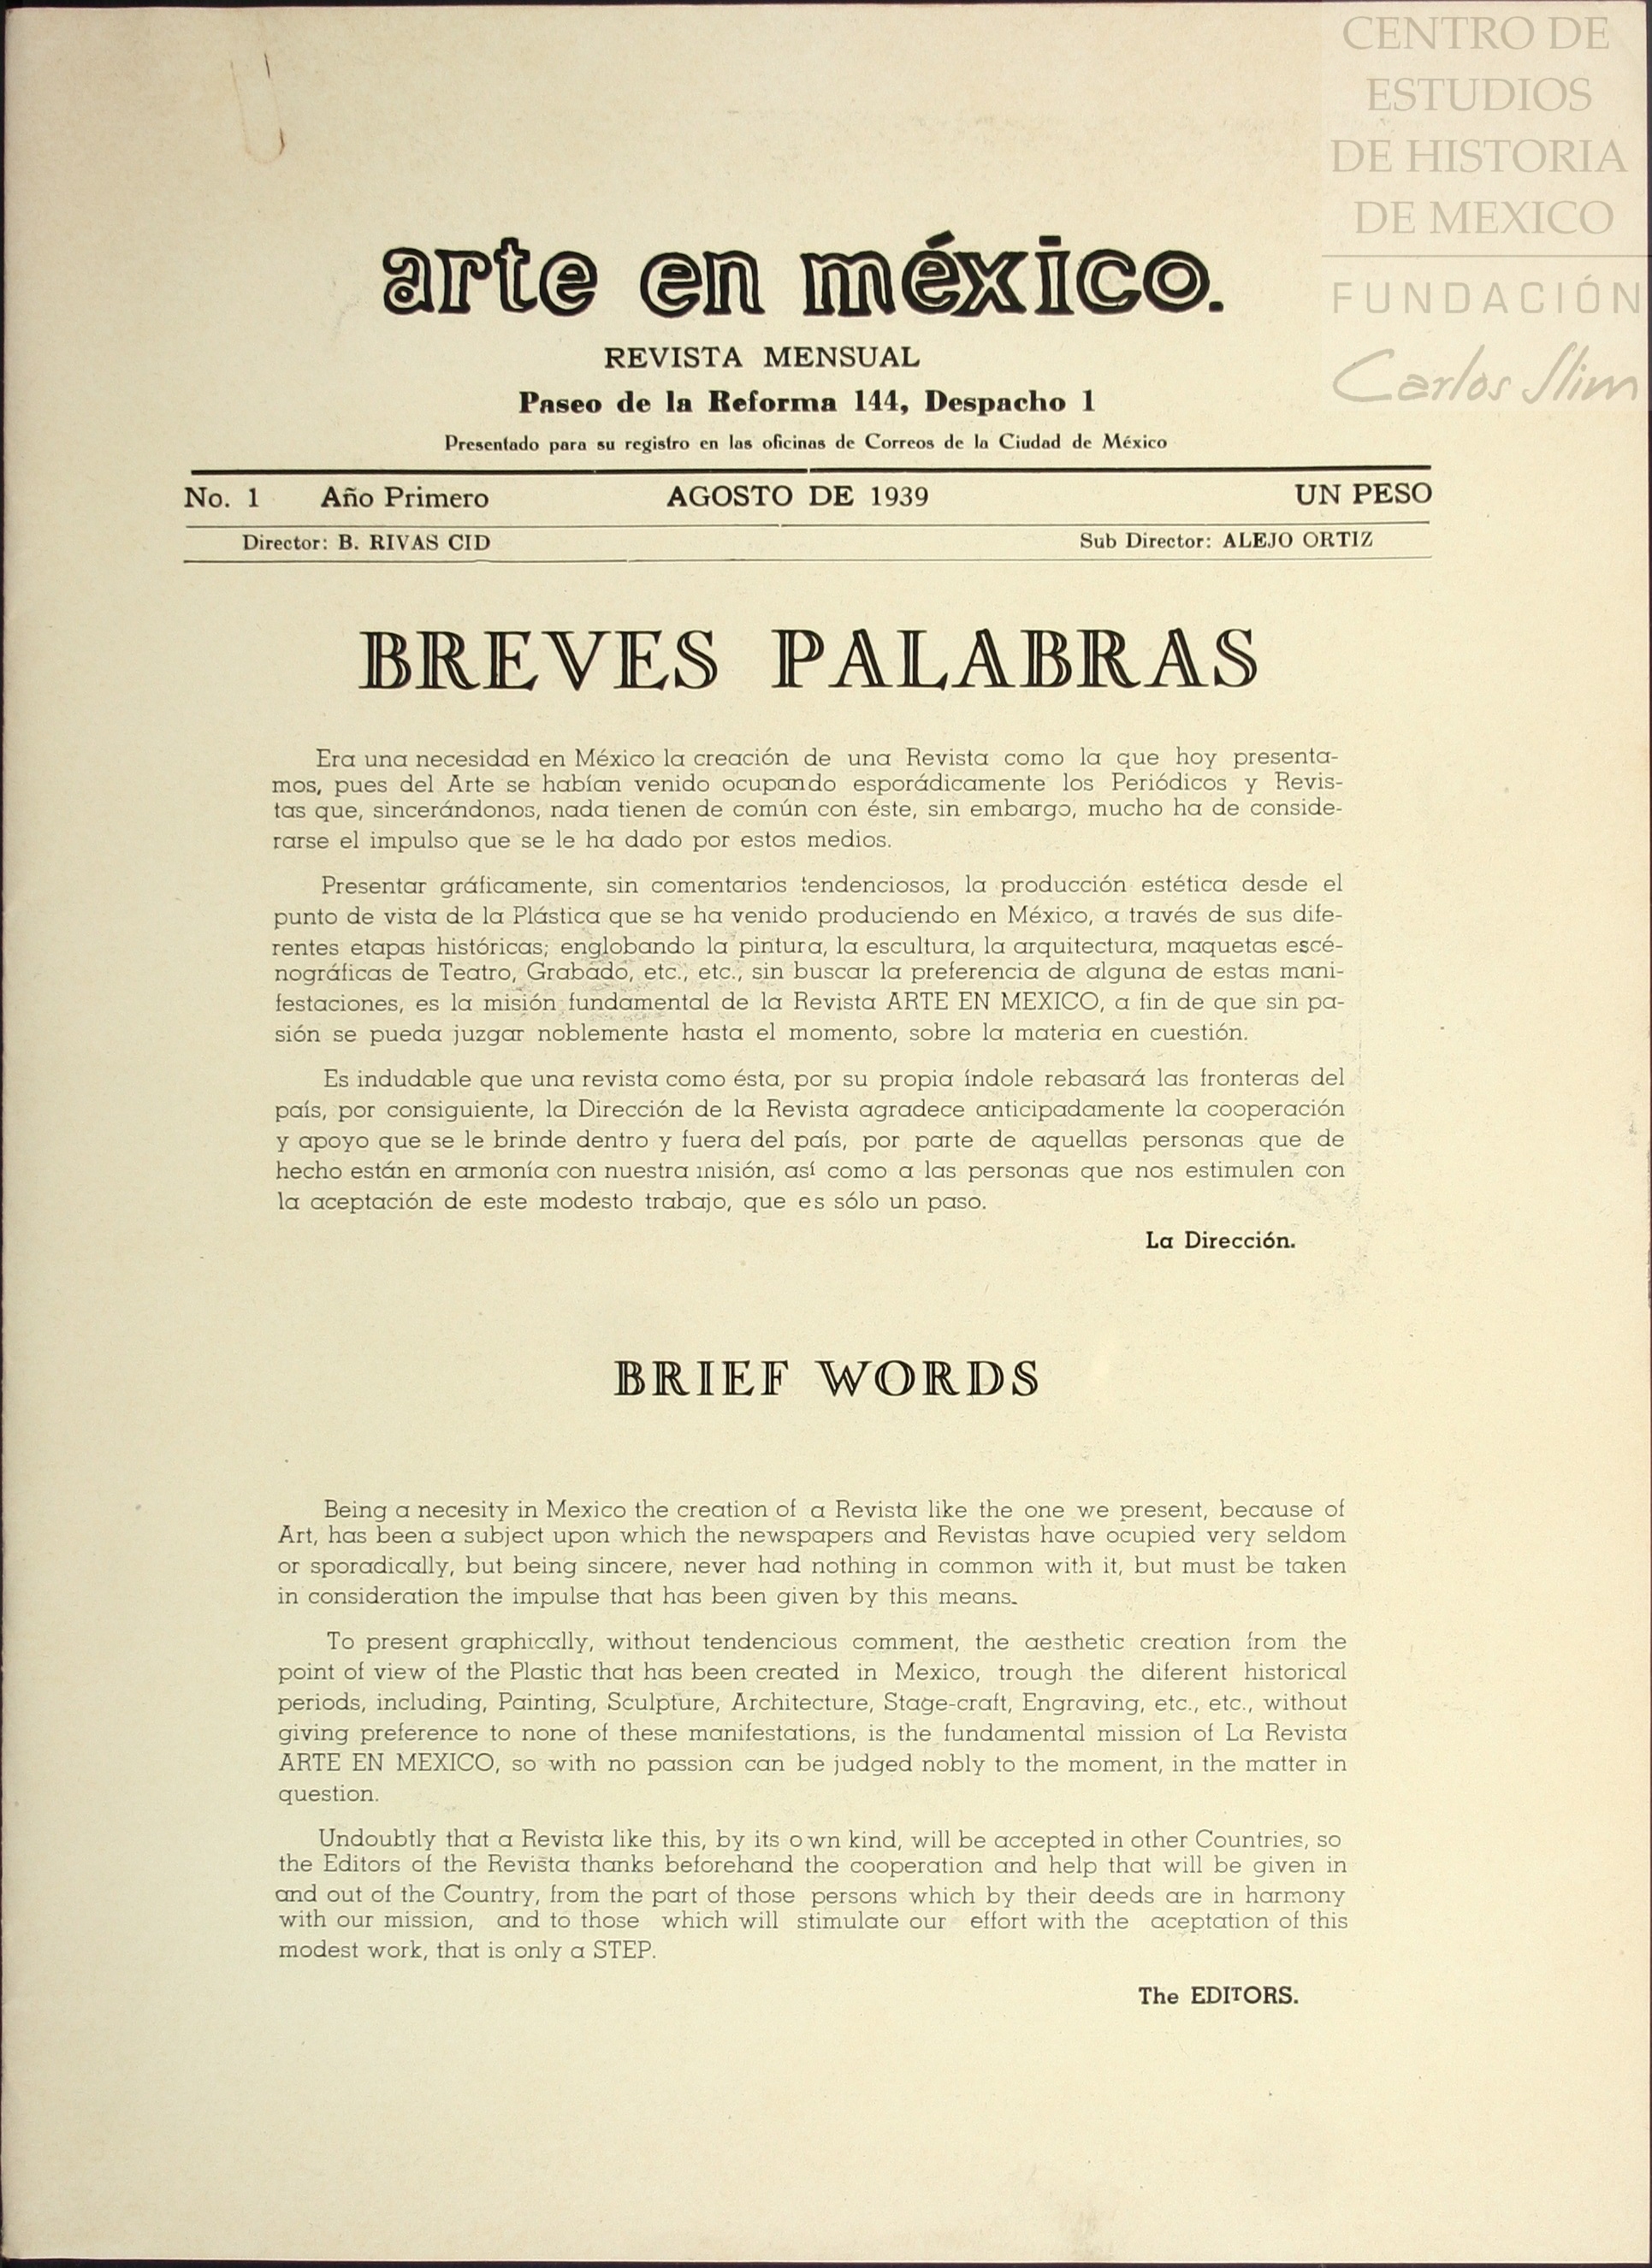 CENTRO DE
ESTUDIOS
DE HISTORIA
DE MEXICO
FUNDACIÓN
Carlos Slim
arte en méxico.
REVISTA MENSUAL
Paseo de la Reforma 144, Despacho 1
Presentado para su registro en las oficinas de Correos de la Ciudad de México
No. 1 Año Primero AGOSTO DE 1939 UN PESO
Director: B. RIVAS CID Sub Director: ALEJO ORTIZ
BREVES PALABRAS
Era una necesidad en México la creación de una Revista como la que hoy presenta-
mos, pues del Arte se habían venido ocupando esporádicamente los Periódicos y Revis-
tas que, sincerándonos, nada tienen de común con éste, sin embargo, mucho ha de conside-
rarse el impulso que se le ha dado por estos medios.
Presentar gráficamente, sin comentarios tendenciosos, la producción estética desde el
punto de vista de la Plástica que se ha venido produciendo en México, a través de sus dife-
rentes etapas históricas; englobando la pintura, la escultura, la arquitectura, maquetas escé-
nográficas de Teatro, Grabado, etc., etc., sin buscar la preferencia de alguna de estas mani-
festaciones, es la misión fundamental de la Revista ARTE EN MEXICO, a fin de que sin pa-
sión se pueda juzgar noblemente hasta el momento, sobre la materia en cuestión.
Es indudable que una revista como ésta, por su propia índole rebasará las fronteras del
país, por consiguiente, la Dirección de la Revista agradece anticipadamente la cooperación
y apoyo que se le brinde dentro y fuera del país, por parte de aquellas personas que de
hecho están en armonía con nuestra misión, así como a las personas que nos estimulen con
la aceptación de este modesto trabajo, que es sólo un paso.
La Dirección.
BRIEF WORDS
Being a necesity in Mexico the creation of a Revista like the one we present, because of
Art, has been a subject upon which the newspapers and Revistas have ocupied very seldom
or sporadically, but being sincere, never had nothing in common with it, but must be taken
in consideration the impulse that has been given by this means.
To present graphically, without tendencious comment, the aesthetic creation from the
point of view of the Plastic that has been created in Mexico, trough the diferent historical
periods, including, Painting, Sculpture, Architecture, Stage-craft, Engraving, etc., etc., without
giving preference to none of these manifestations, is the fundamental mission of La Revista
ARTE EN MEXICO, so with no passion can be judged nobly to the moment, in the matter in
question.
Undoubtly that a Revista like this, by its own kind, will be accepted in other Countries, so
the Editors of the Revista thanks beforehand the cooperation and help that will be given in
and out of the Country, from the part of those persons which by their deeds are in harmony
with our mission, and to those which will stimulate our effort with the aceptation of this
modest work, that is only a STEP.
The EDITORS.